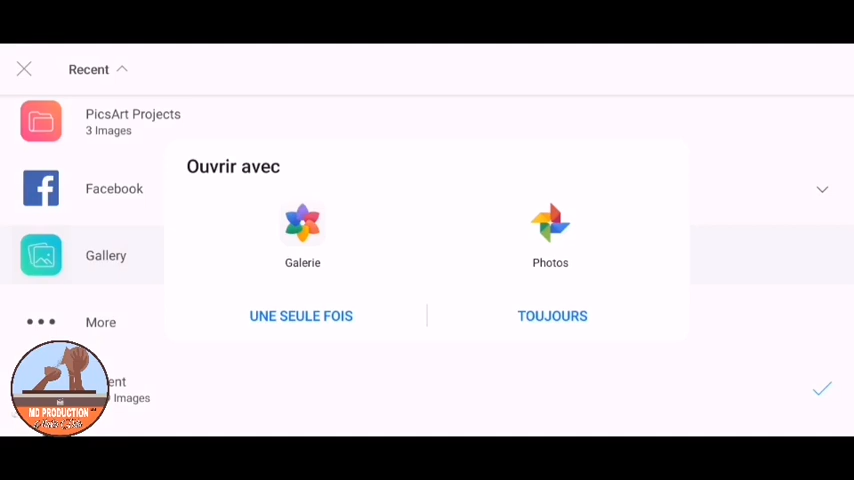 Recent
PicsArt Projects
3 Images
Ouvrir avec
Facebook
Galerie
Photos
Gallery
UNE SEULE FOIS
TOUJOURS
More
ent
Images
MD PRODUCTION